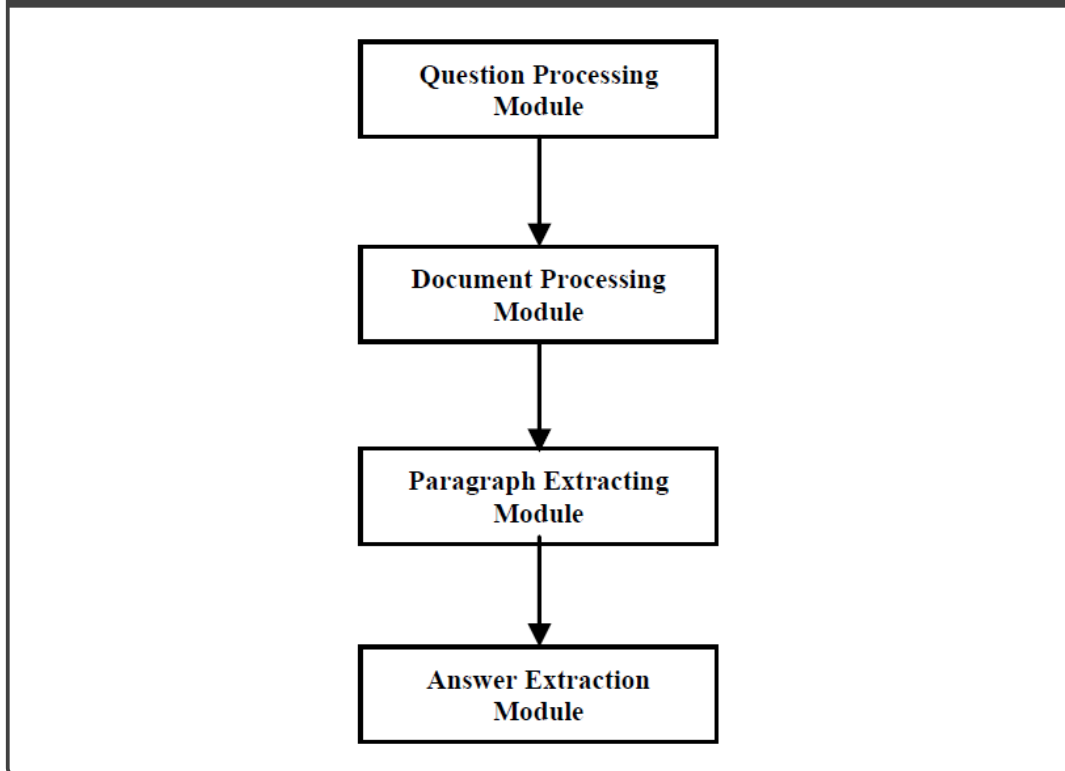 Question Processing
Module
Document Processing
Module
Paragraph Extracting
Module
Answer Extraction
Module